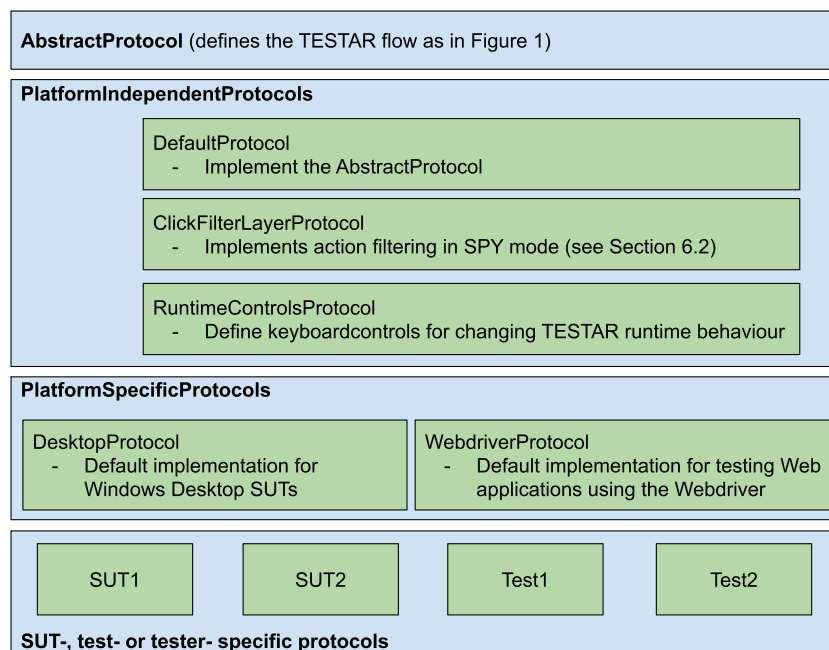 AbstractProtocol (defines the TESTAR flow as in Figure 1)
PlatformIndependentProtocols
DefaultProtocol
- Implement the AbstractProtocol
ClickFilterLayerProtocol
- Implements action filtering in SPY mode (see Section 6.2)
RuntimeControlsProtocol
- Define keyboardcontrols for changing TESTAR runtime behaviour
PlatformSpecificProtocols
DesktopProtocol
- Default implementation for
Windows Desktop SUTs
WebdriverProtocol
- Default implementation for testing Web
applications using the Webdriver
SUT1
SUT2
Test1
Test2
SUT-, test- or tester- specific protocols